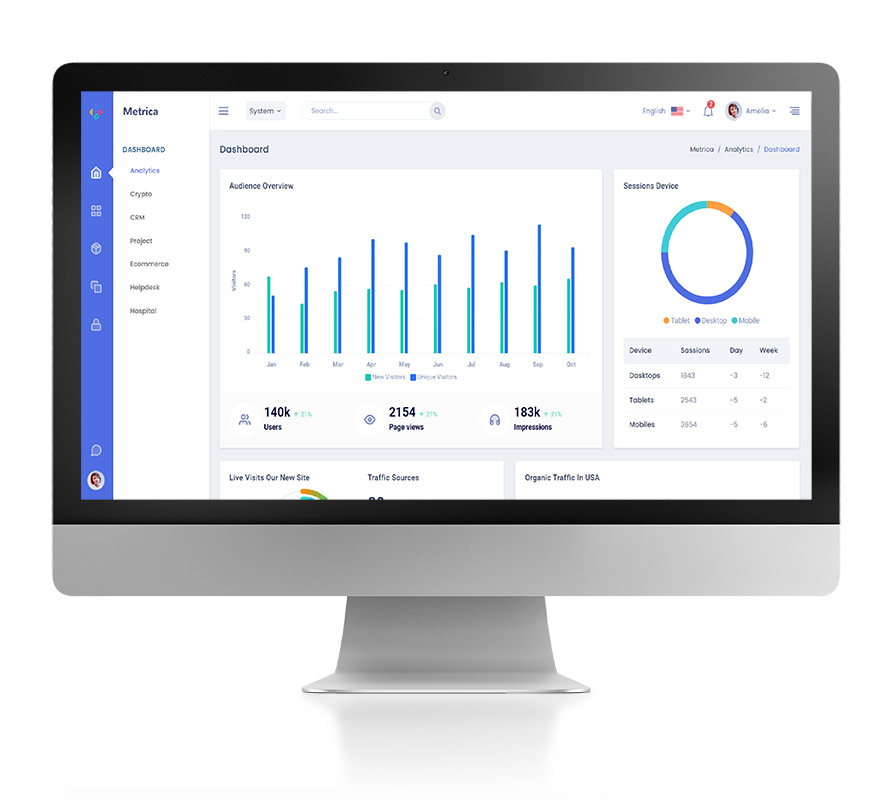 Metrica
System
Search...
English
2
Amelia
DASHBOARD
Analytics
Crypto
CRM
Project
Ecommerce
Helpdesk
Hospital
Dashboard
Metrica / Analytics / Dashboard
Audience Overview
120
90
60
30
0
Visitors
Jan Feb Mar Apr May Jun Jul Aug Sep Oct
New Visitors Unique Visitors
140k ↑ 21%
Users
2154 ↑ 21%
Page views
183k ↑ 21%
Impressions
Sessions Device
Tablet Desktop Mobile
Device Sassions Day Week
Dasktops 1843 -3 -12
Tablets 2543 -5 -2
Mobiles 3654 -5 -6
Live Visits Our New Site
Traffic Sources
Organic Traffic In USA